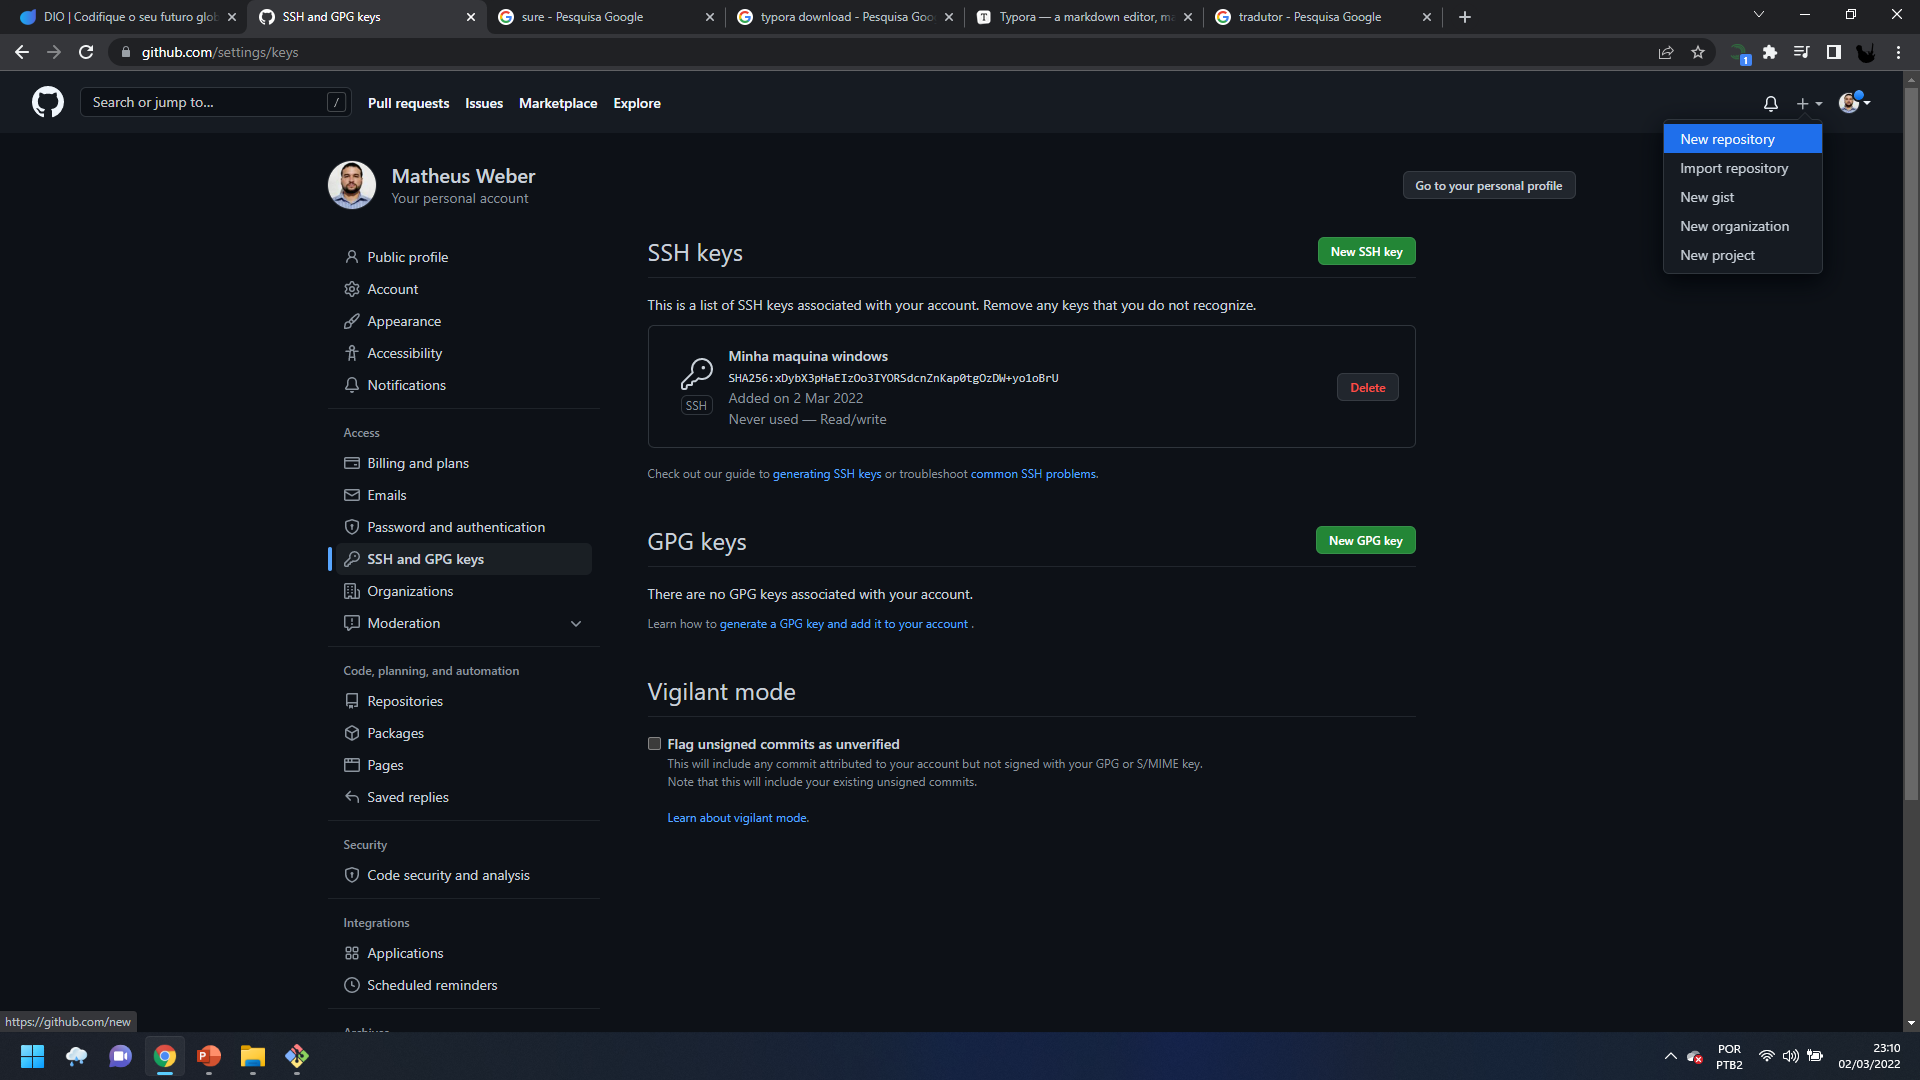 DIO | Codifique o seu futuro glob
SSH and GPG keys
sure - Pesquisa Google
typora download - Pesquisa Goo
Typora — a markdown editor, ma
tradutor - Pesquisa Google
github.com/settings/keys
1
Search or jump to...
/
Pull requests
Issues
Marketplace
Explore
New repository
Import repository
New gist
New organization
New project
Matheus Weber
Your personal account
Go to your personal profile
Public profile
Account
Appearance
Accessibility
Notifications
Access
Billing and plans
Emails
Password and authentication
SSH and GPG keys
Organizations
Moderation
Code, planning, and automation
Repositories
Packages
Pages
Saved replies
Security
Code security and analysis
Integrations
Applications
Scheduled reminders
SSH keys
New SSH key
This is a list of SSH keys associated with your account. Remove any keys that you do not recognize.
SSH
Minha maquina windows
SHA256:xDybX3pHaEIzOo3IYORSdcnZnKap0tgOzDW+yo1oBrU
Added on 2 Mar 2022
Never used — Read/write
Delete
Check out our guide to generating SSH keys or troubleshoot common SSH problems.
GPG keys
New GPG key
There are no GPG keys associated with your account.
Learn how to generate a GPG key and add it to your account .
Vigilant mode
Flag unsigned commits as unverified
This will include any commit attributed to your account but not signed with your GPG or S/MIME key.
Note that this will include your existing unsigned commits.
Learn about vigilant mode.
https://github.com/new
POR
PTB2
23:10
02/03/2022